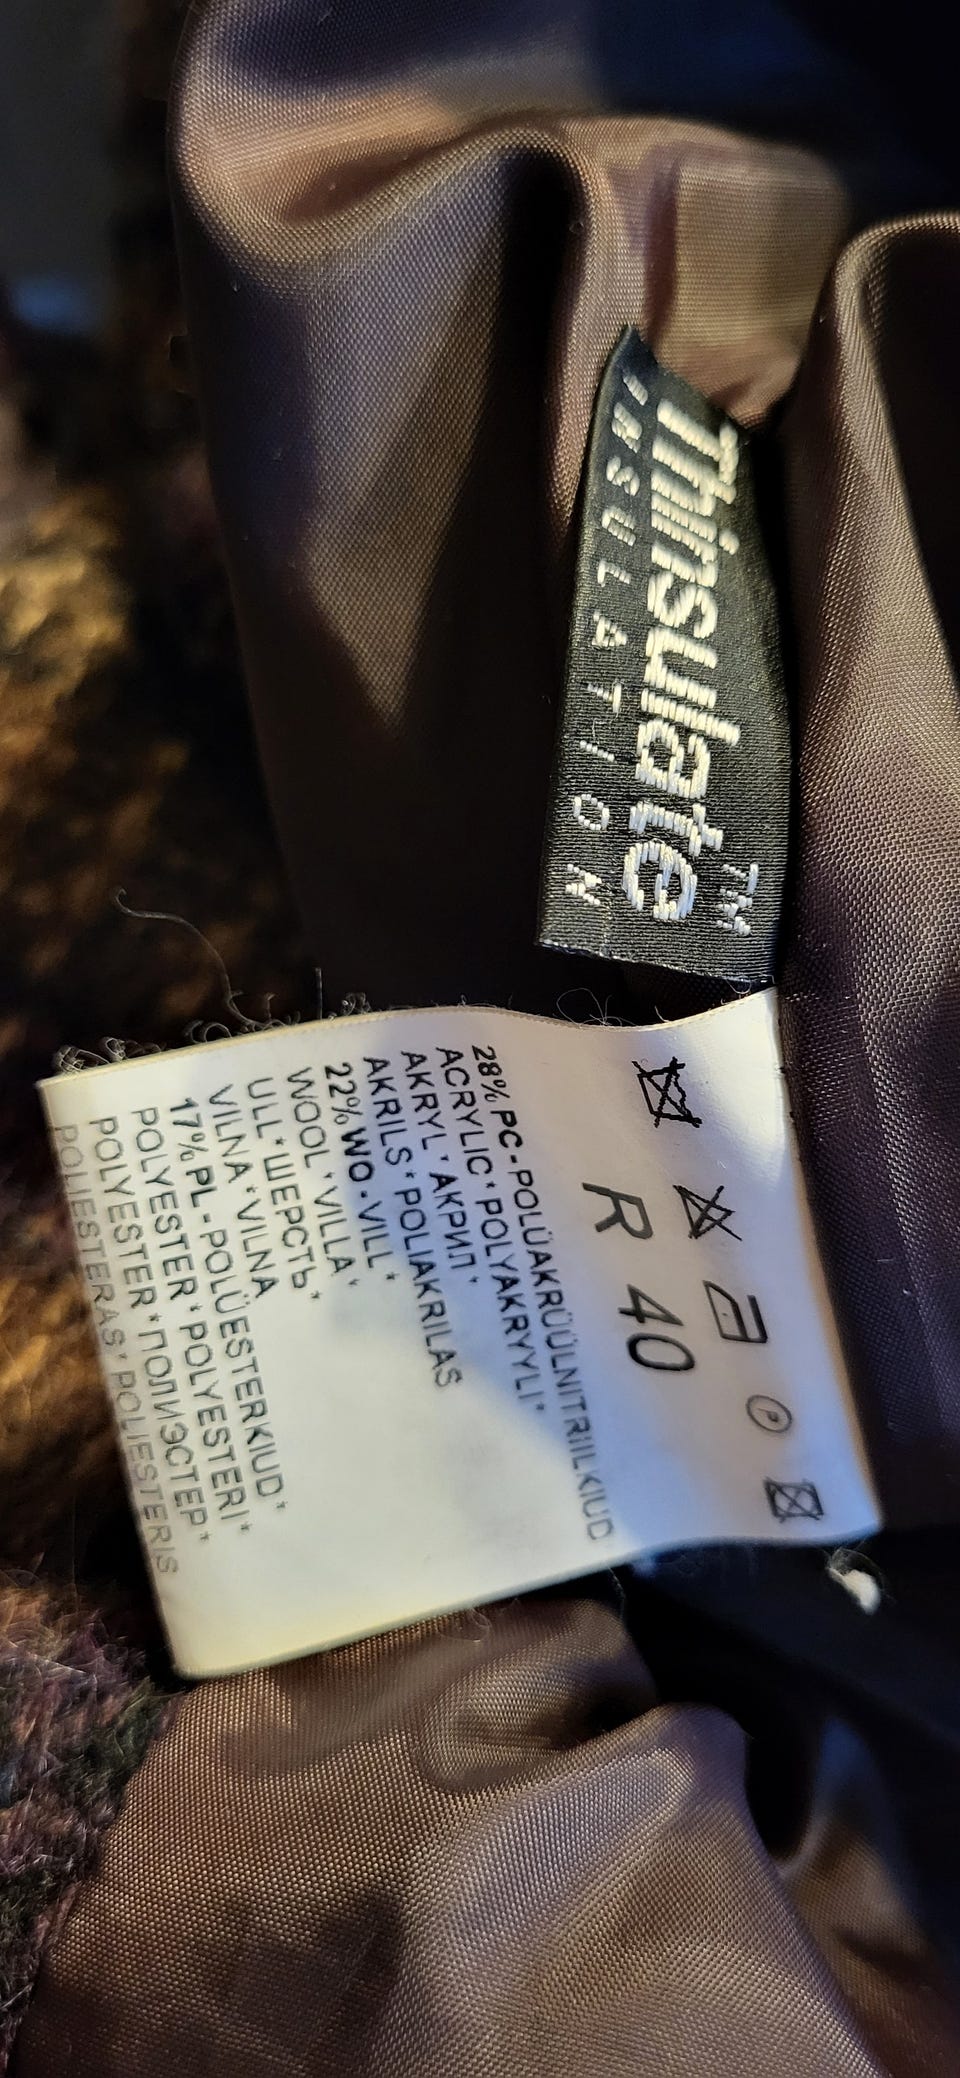 Thinsulate™
INSULATION
R 40
28% PC - POLÜAKRÜÜLNITRIILKIUD
ACRYLIC * POLYAKRYYLI *
AKRYL * АКРИЛ *
AKRILS * POLIAKRILAS
22% WO - VILL *
WOOL * VILLA *
ULL * ШЕРСТЬ *
VILNA * VILNA
17% PL - POLÜESTERKIUD *
POLYESTER * POLYESTERI *
POLYESTER * ПОЛИЭСТЕР *
POLIESTERAS * POLIESTERIS